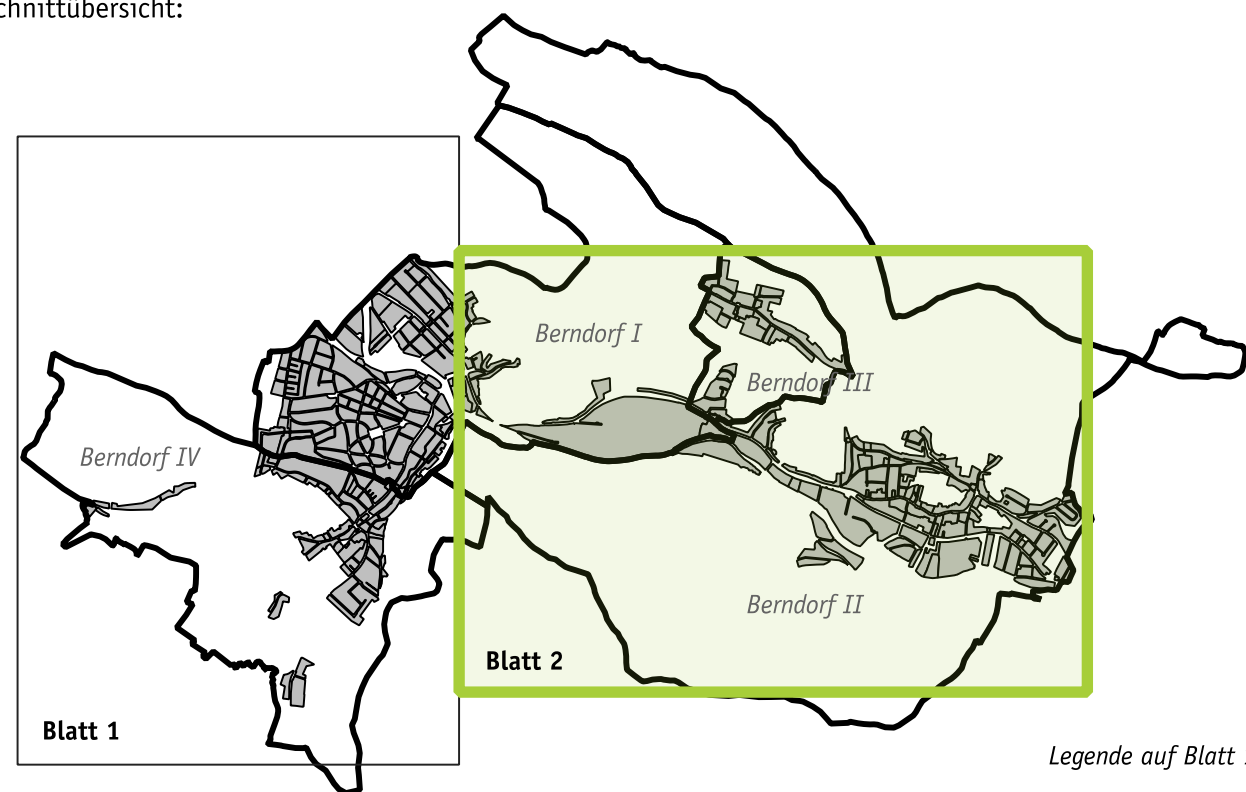 chnittübersicht:
Berndorf I
Berndorf III
Berndorf IV
Berndorf II
Blatt 2
Blatt 1
Legende auf Blatt